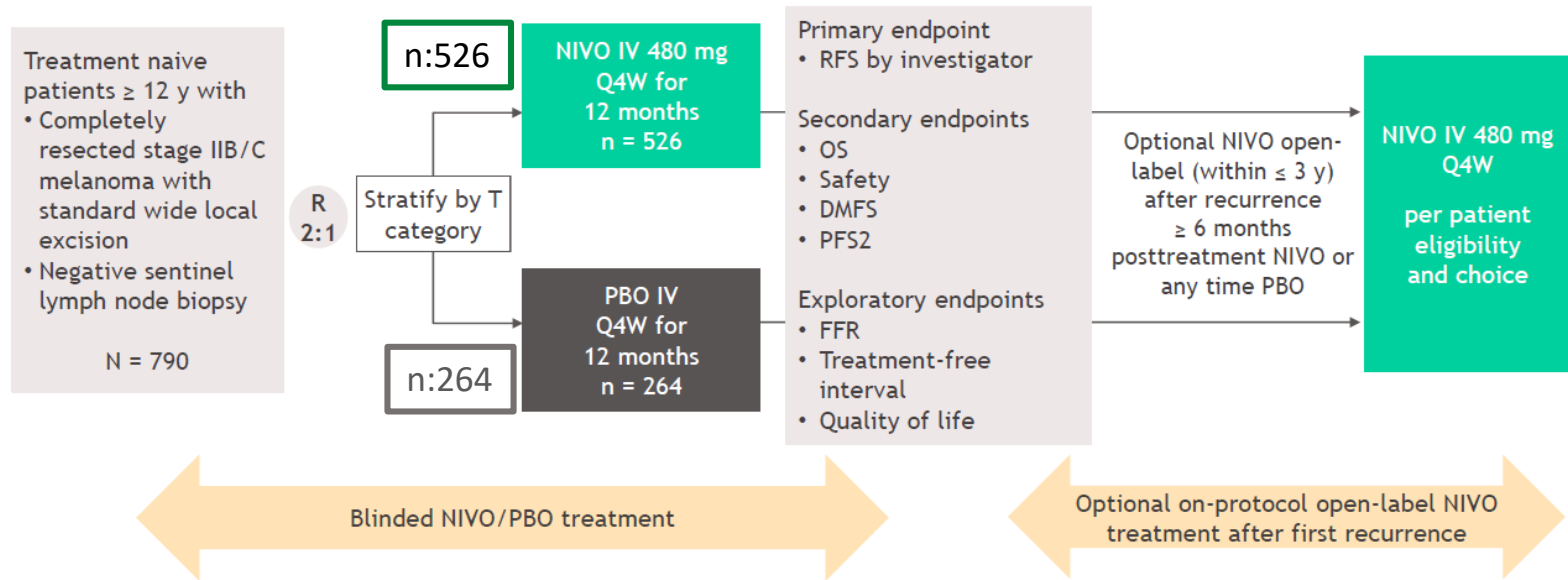 Treatment naive
patients ≥ 12 y with
• Completely
resected stage IIB/C
melanoma with
standard wide local
excision
• Negative sentinel
lymph node biopsy
N = 790
R
2:1
Stratify by T
category
n:526
NIVO IV 480 mg
Q4W for
12 months
n = 526
PBO IV
Q4W for
12 months
n = 264
n:264
Primary endpoint
• RFS by investigator
Secondary endpoints
• OS
• Safety
• DMFS
• PFS2
Exploratory endpoints
• FFR
• Treatment-free
interval
• Quality of life
Optional NIVO open-
label (within ≤ 3 y)
after recurrence
≥ 6 months
posttreatment NIVO or
any time PBO
NIVO IV 480 mg
Q4W
per patient
eligibility
and choice
Blinded NIVO/PBO treatment
Optional on-protocol open-label NIVO
treatment after first recurrence